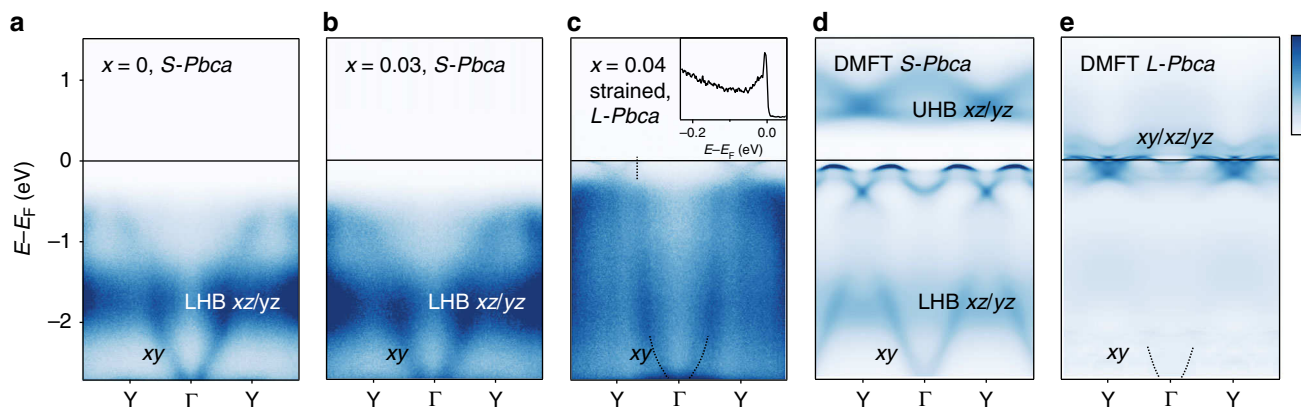 a
x = 0, S-Pbca
LHB xz/yz
xy
b
x = 0.03, S-Pbca
LHB xz/yz
xy
c
x = 0.04
strained,
L-Pbca
−0.2 0.0
E–EF (eV)
xy
d
DMFT S-Pbca
UHB xz/yz
LHB xz/yz
xy
e
DMFT L-Pbca
xy/xz/yz
xy
E–EF (eV)
1
0
−1
−2
Y Γ Y
Y Γ Y
Y Γ Y
Y Γ Y
Y Γ Y